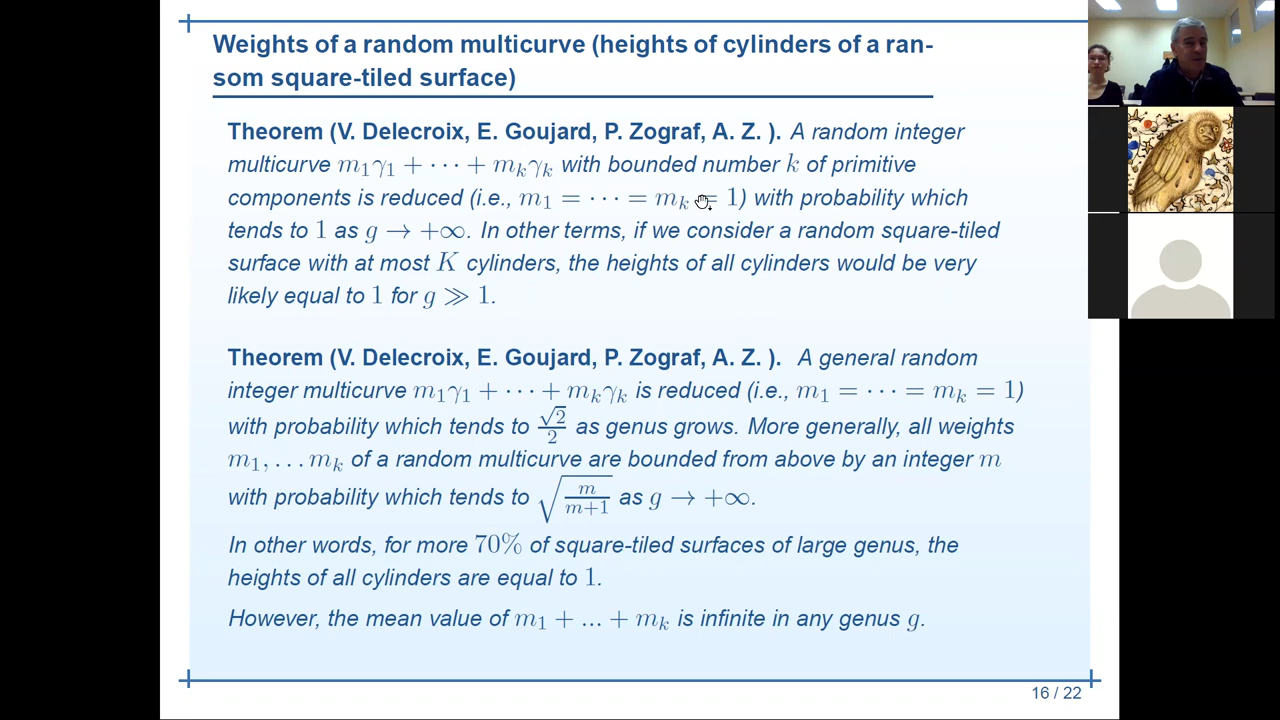 Weights of a random multicurve (heights of cylinders of a ran-
som square-tiled surface)
Theorem (V. Delecroix, E. Goujard, P. Zograf, A. Z. ). A random integer
multicurve m₁γ₁ + · · · + mₖγₖ with bounded number k of primitive
components is reduced (i.e., m₁ = · · · = mₖ = 1) with probability which
tends to 1 as g → +∞. In other terms, if we consider a random square-tiled
surface with at most K cylinders, the heights of all cylinders would be very
likely equal to 1 for g ≫ 1.
Theorem (V. Delecroix, E. Goujard, P. Zograf, A. Z. ). A general random
integer multicurve m₁γ₁ + · · · + mₖγₖ is reduced (i.e., m₁ = · · · = mₖ = 1)
with probability which tends to √2/2 as genus grows. More generally, all weights
m₁, . . . mₖ of a random multicurve are bounded from above by an integer m
with probability which tends to √(m/(m+1)) as g → +∞.
In other words, for more 70% of square-tiled surfaces of large genus, the
heights of all cylinders are equal to 1.
However, the mean value of m₁ + ... + mₖ is infinite in any genus g.
16 / 22